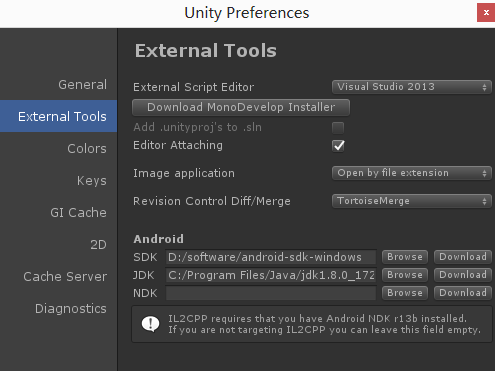 Unity Preferences
x
External Tools
General
External Tools
Colors
Keys
GI Cache
2D
Cache Server
Diagnostics
External Script Editor Visual Studio 2013
Download MonoDevelop Installer
Add .unityproj's to .sln
Editor Attaching
Image application Open by file extension
Revision Control Diff/Merge TortoiseMerge
Android
SDK D:/software/android-sdk-windows Browse Download
JDK C:/Program Files/Java/jdk1.8.0_172 Browse Download
NDK Browse Download
IL2CPP requires that you have Android NDK r13b installed.
If you are not targeting IL2CPP you can leave this field empty.